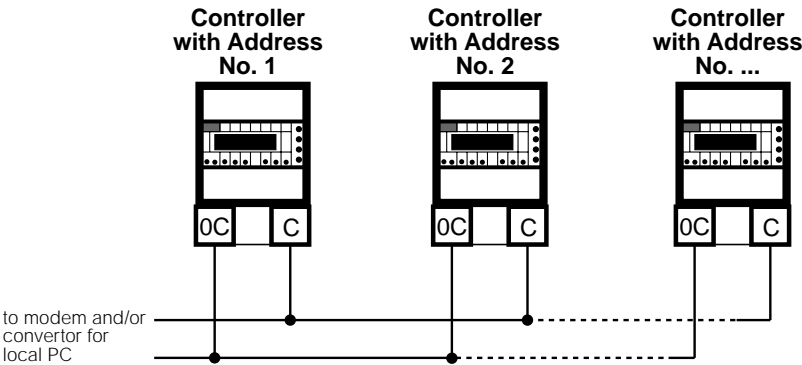 Controller
with Address
No. 1
Controller
with Address
No. 2
Controller
with Address
No. ...
0C
C
0C
C
0C
C
to modem and/or
convertor for
local PC